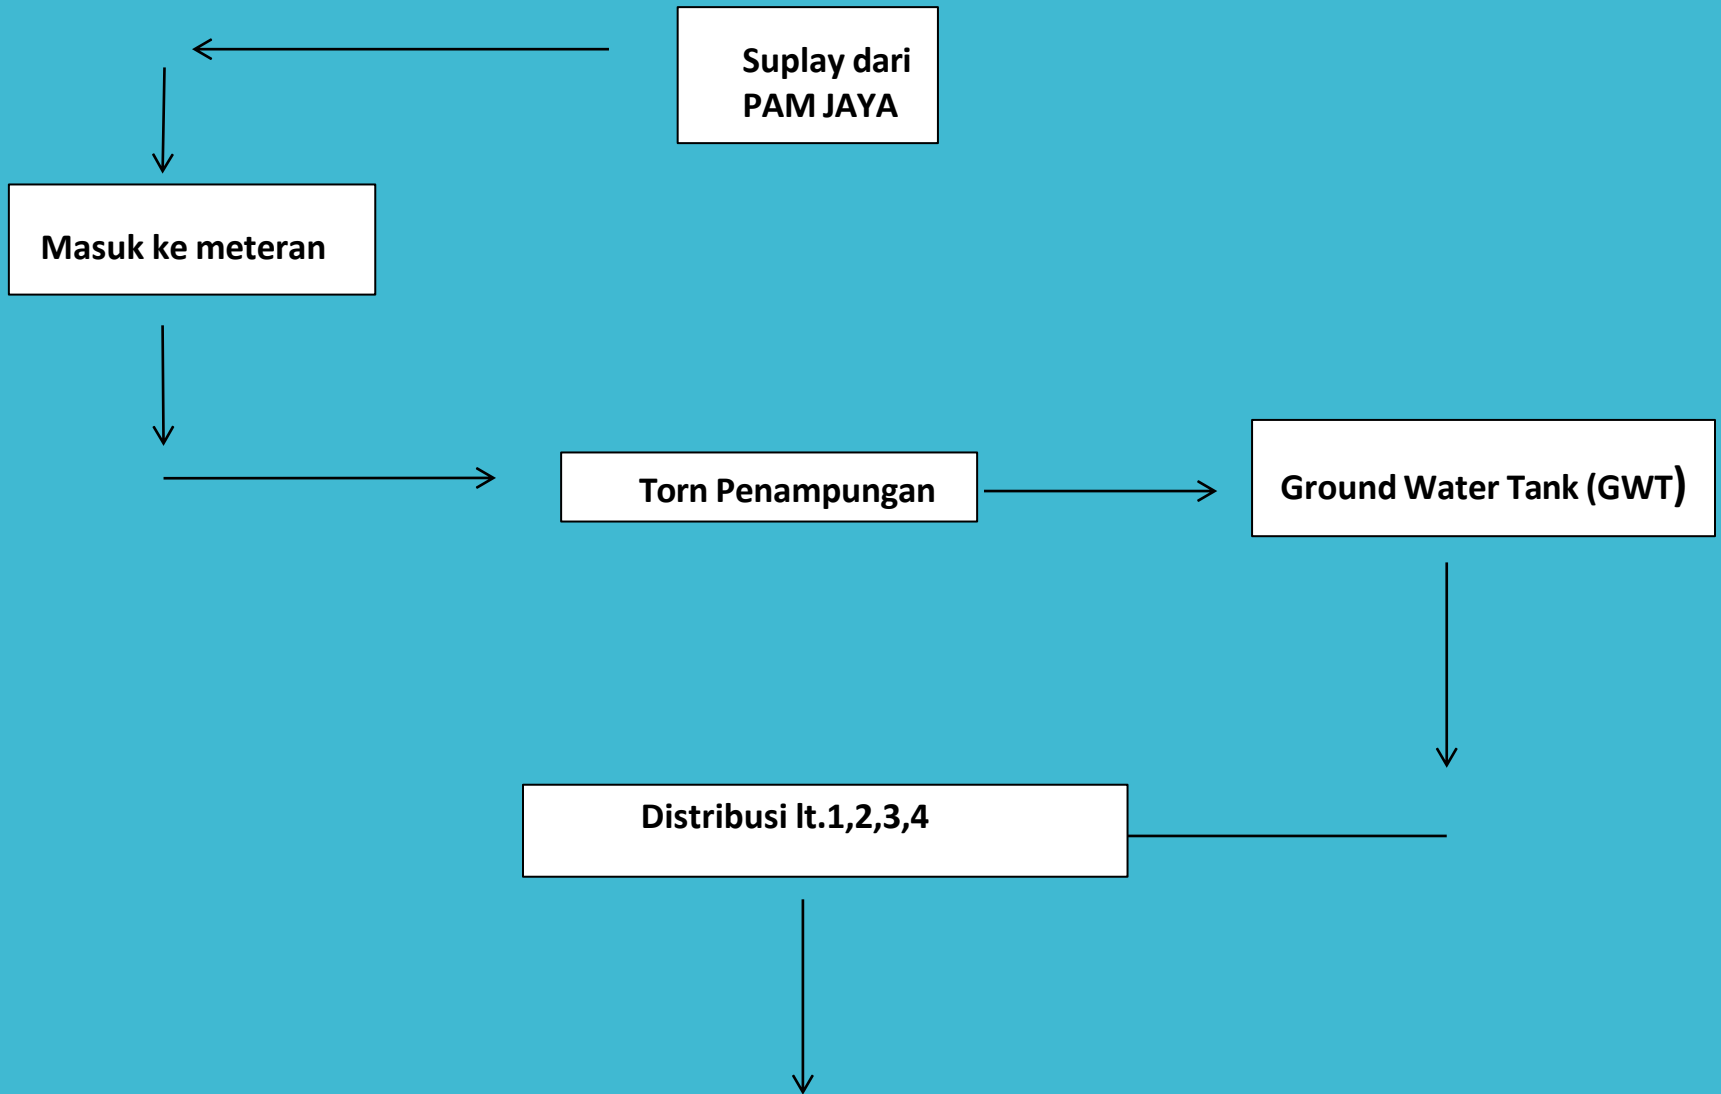 Suplay dari
PAM JAYA
Masuk ke meteran
Torn Penampungan
Ground Water Tank (GWT)
Distribusi lt.1,2,3,4